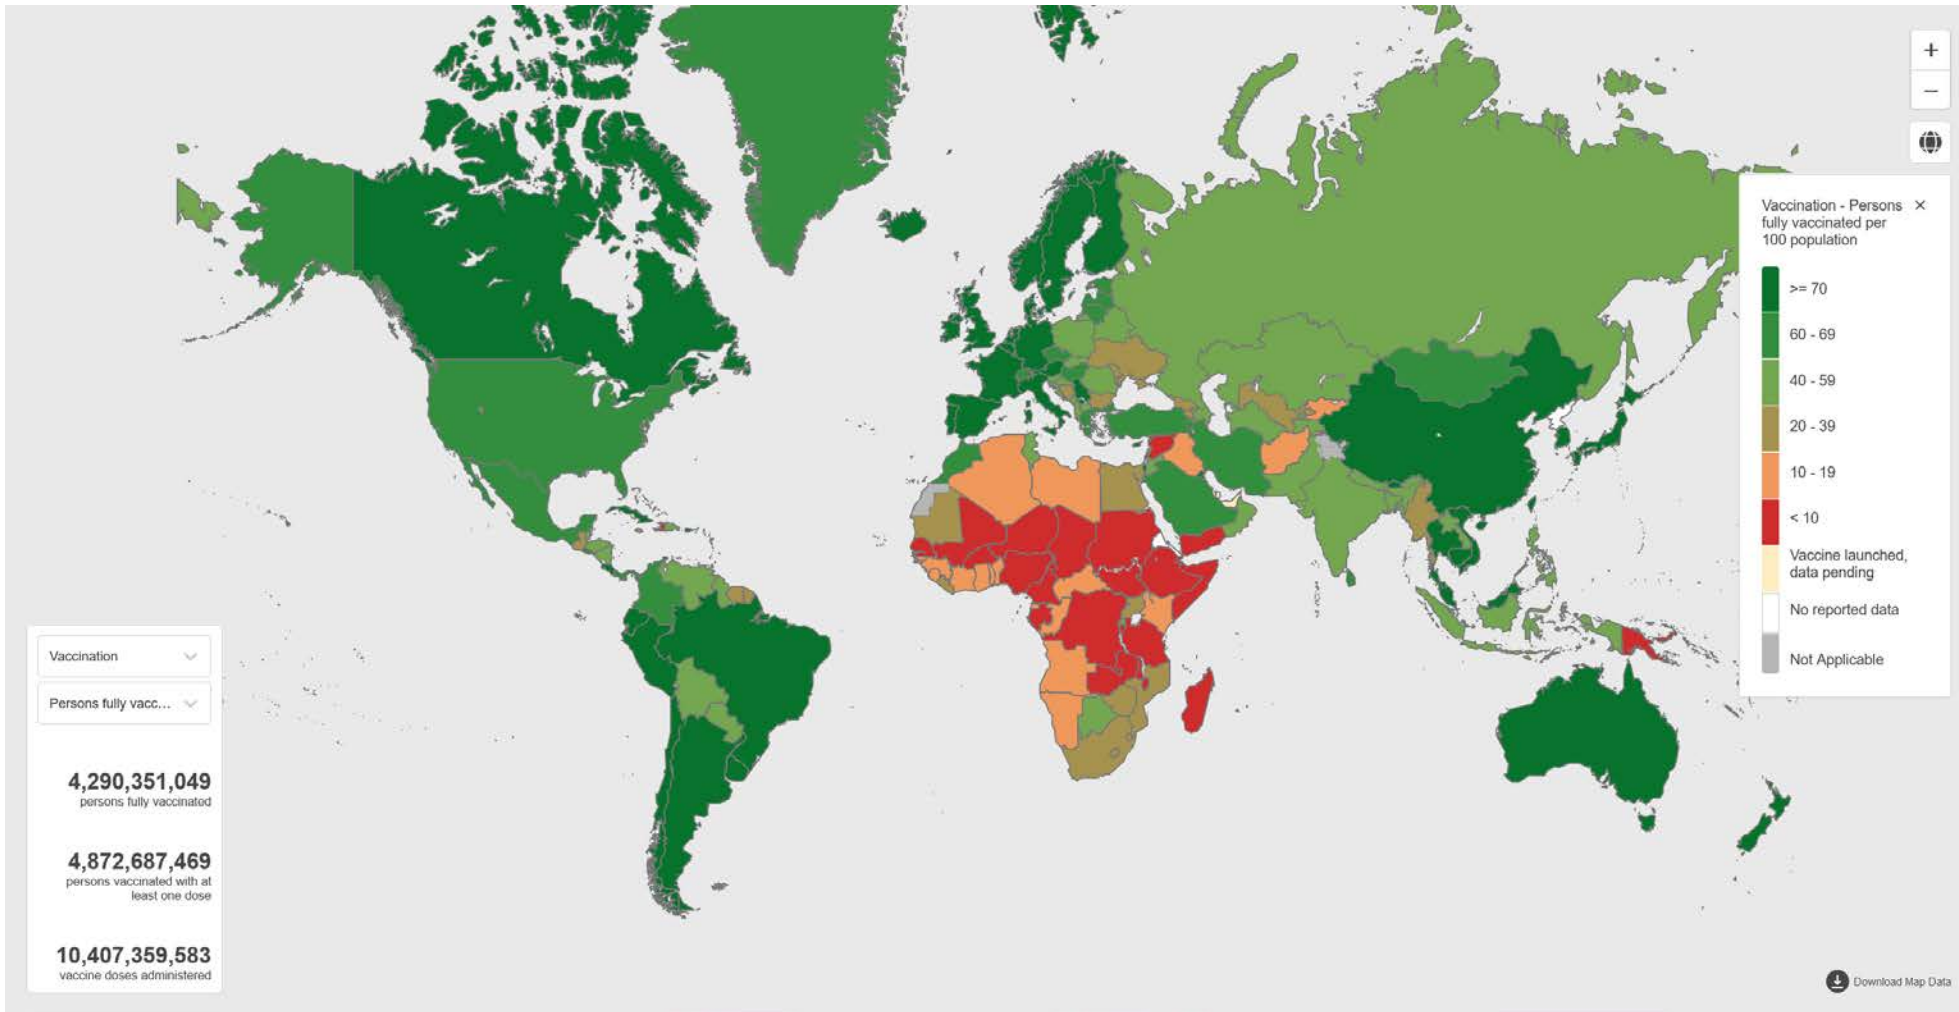 +
−
Vaccination - Persons ×
fully vaccinated per
100 population
>= 70
60 - 69
40 - 59
20 - 39
10 - 19
< 10
Vaccine launched,
data pending
No reported data
Not Applicable
Vaccination
Persons fully vacc...
4,290,351,049
persons fully vaccinated
4,872,687,469
persons vaccinated with at
least one dose
10,407,359,583
vaccine doses administered
Download Map Data